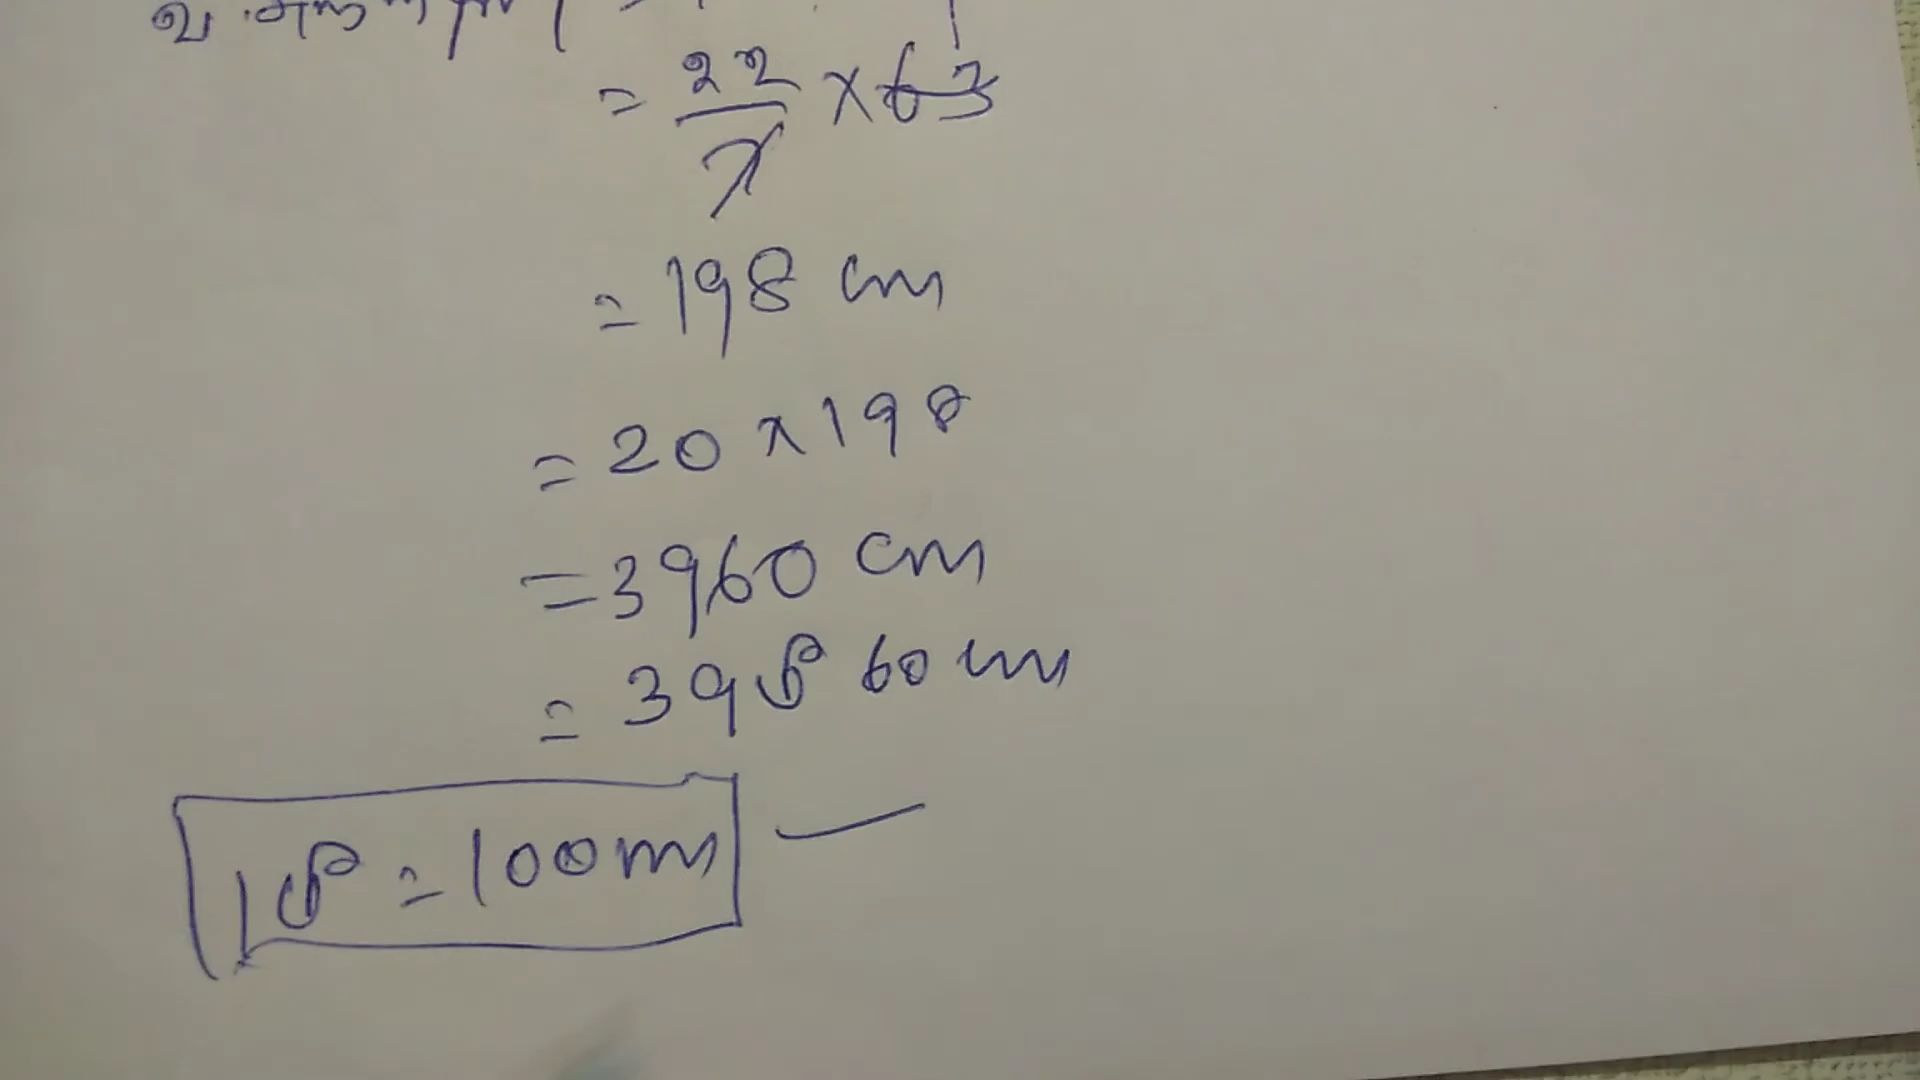 = 22/7 × 63
= 198 cm
= 20 × 198
= 3960 cm
= 39 மீ 60 cm
1 மீ = 100 cm